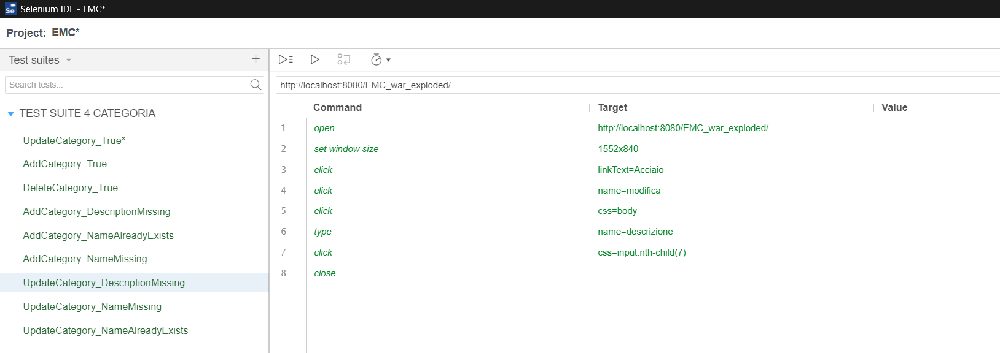 Selenium IDE - EMC*
Project: EMC*
Test suites
Search tests...
TEST SUITE 4 CATEGORIA
UpdateCategory_True*
AddCategory_True
DeleteCategory_True
AddCategory_DescriptionMissing
AddCategory_NameAlreadyExists
AddCategory_NameMissing
UpdateCategory_DescriptionMissing
UpdateCategory_NameMissing
UpdateCategory_NameAlreadyExists
http://localhost:8080/EMC_war_exploded/
Command Target Value
1 open http://localhost:8080/EMC_war_exploded/
2 set window size 1552x840
3 click linkText=Acciaio
4 click name=modifica
5 click css=body
6 type name=descrizione
7 click css=input:nth-child(7)
8 close